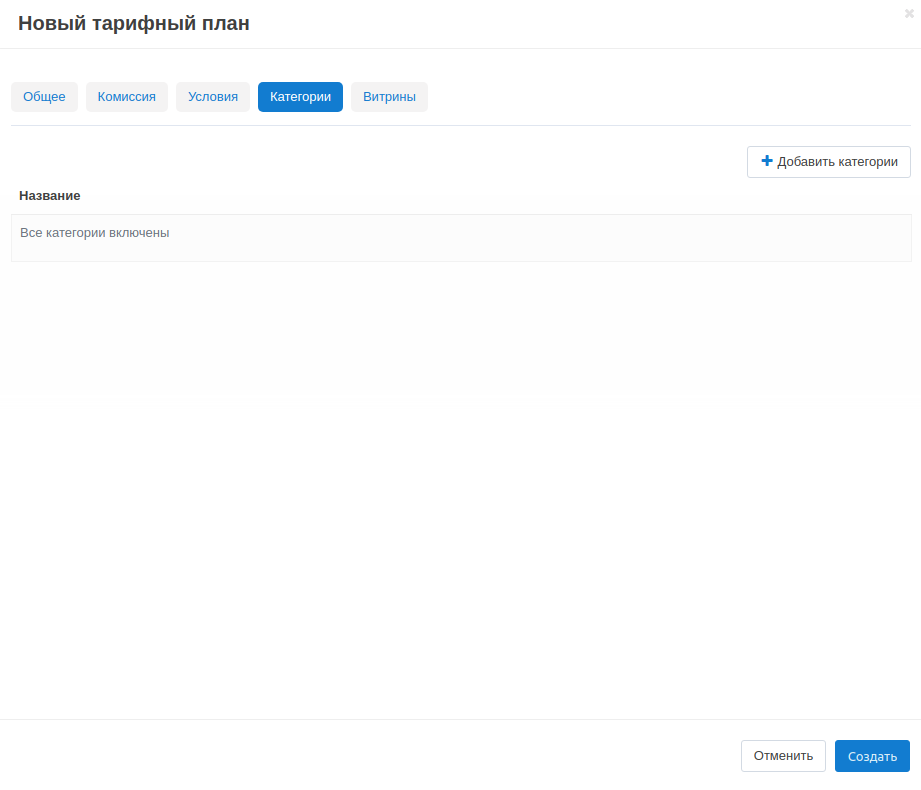 Новый тарифный план
Общее Комиссия Условия Категории Витрины
Добавить категории
Название
Все категории включены
Отменить Создать